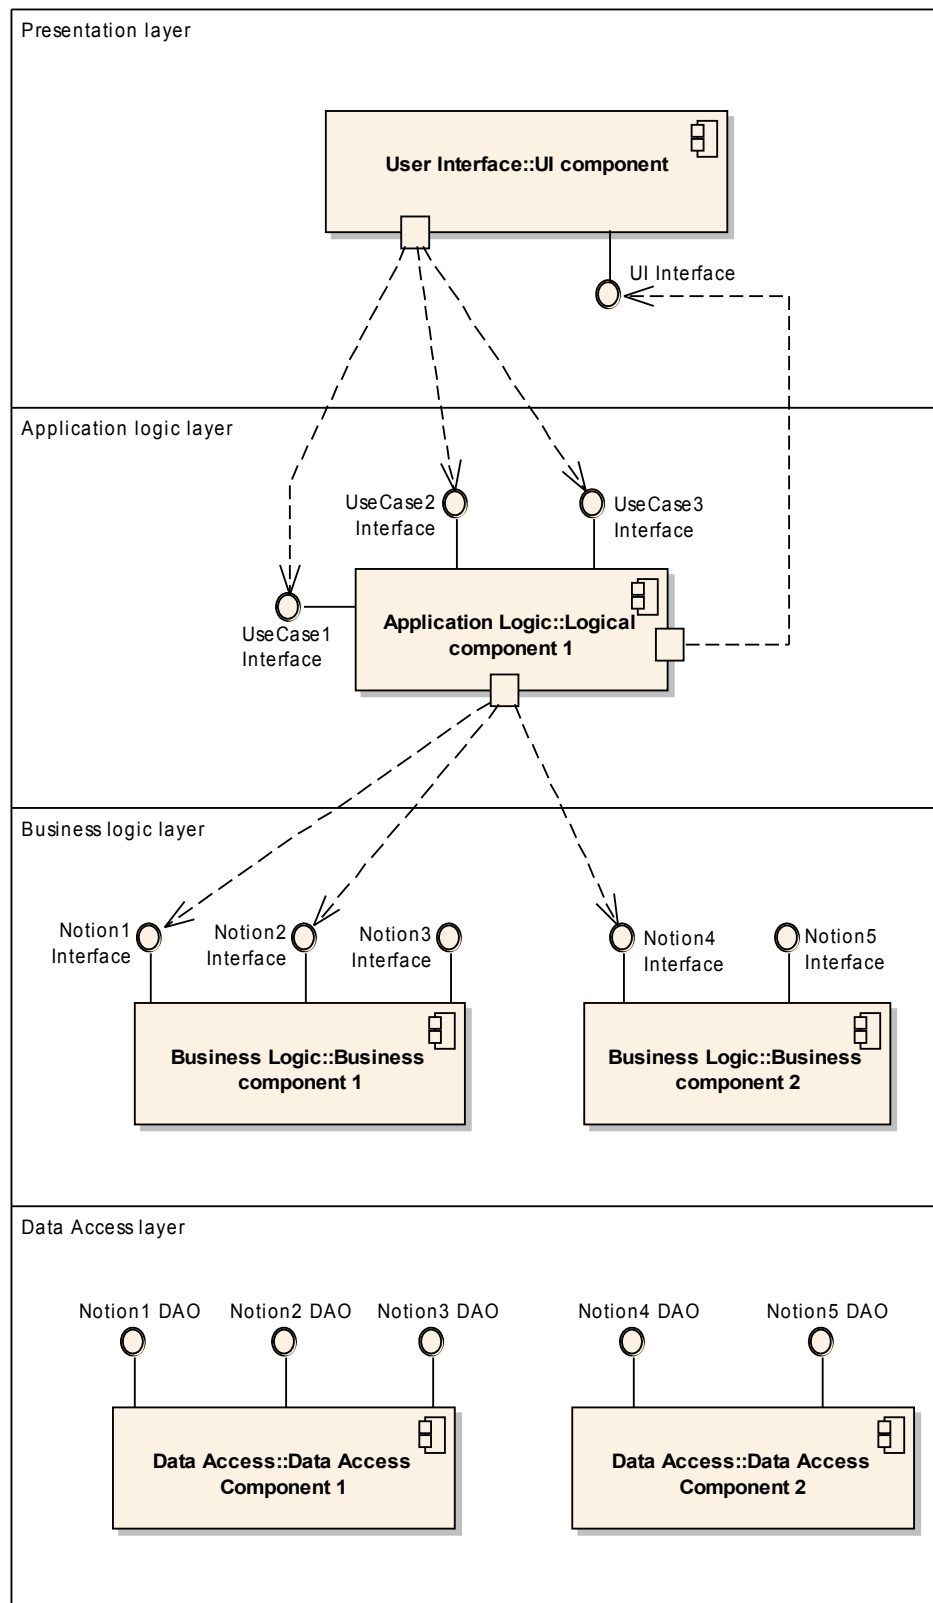 Presentation layer
User Interface::UI component
UI Interface
Application logic layer
UseCase2
Interface
UseCase3
Interface
UseCase1
Interface
Application Logic::Logical
component 1
Business logic layer
Notion1
Interface
Notion2
Interface
Notion3
Interface
Notion4
Interface
Notion5
Interface
Business Logic::Business
component 1
Business Logic::Business
component 2
Data Access layer
Notion1 DAO
Notion2 DAO
Notion3 DAO
Notion4 DAO
Notion5 DAO
Data Access::Data Access
Component 1
Data Access::Data Access
Component 2